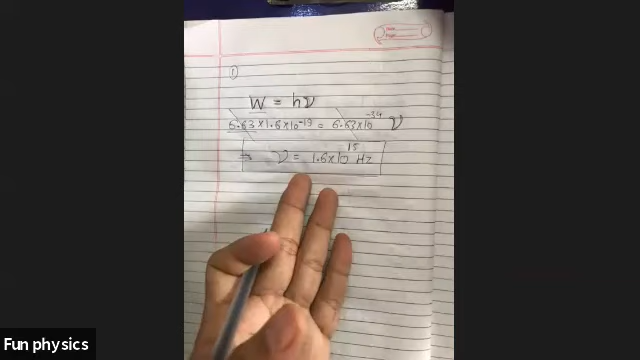 ①
W = hν
6.63×1.6×10⁻¹⁹ = 6.63×10⁻³⁴ ν
⇒ ν = 1.6×10¹⁵ Hz
Fun physics